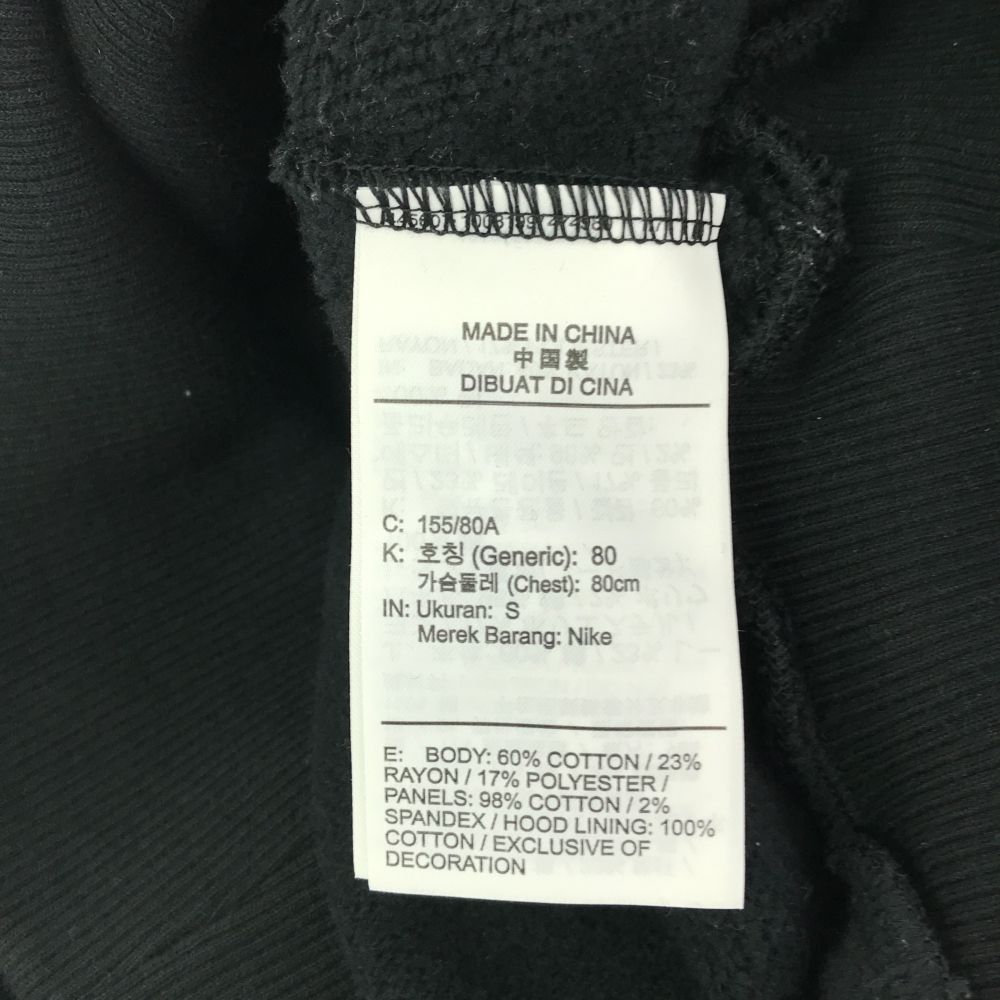 MADE IN CHINA
中国製
DIBUAT DI CINA
C: 155/80A
K: 호칭 (Generic): 80
가슴둘레 (Chest): 80cm
IN: Ukuran: S
Merek Barang: Nike
E: BODY: 60% COTTON / 23%
RAYON / 17% POLYESTER /
PANELS: 98% COTTON / 2%
SPANDEX / HOOD LINING: 100%
COTTON / EXCLUSIVE OF
DECORATION